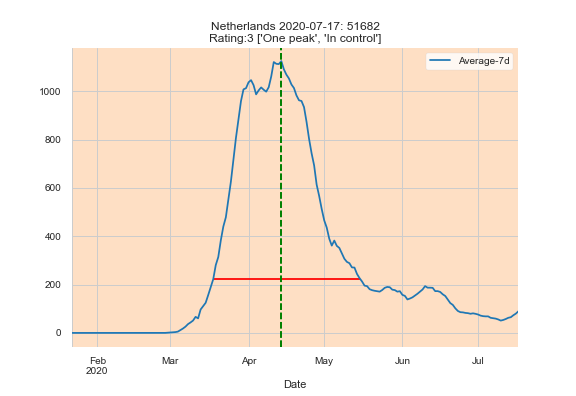 Netherlands 2020-07-17: 51682
Rating:3 ['One peak', 'In control']
Average-7d
1000
800
600
400
200
0
Feb
2020
Mar
Apr
May
Jun
Jul
Date